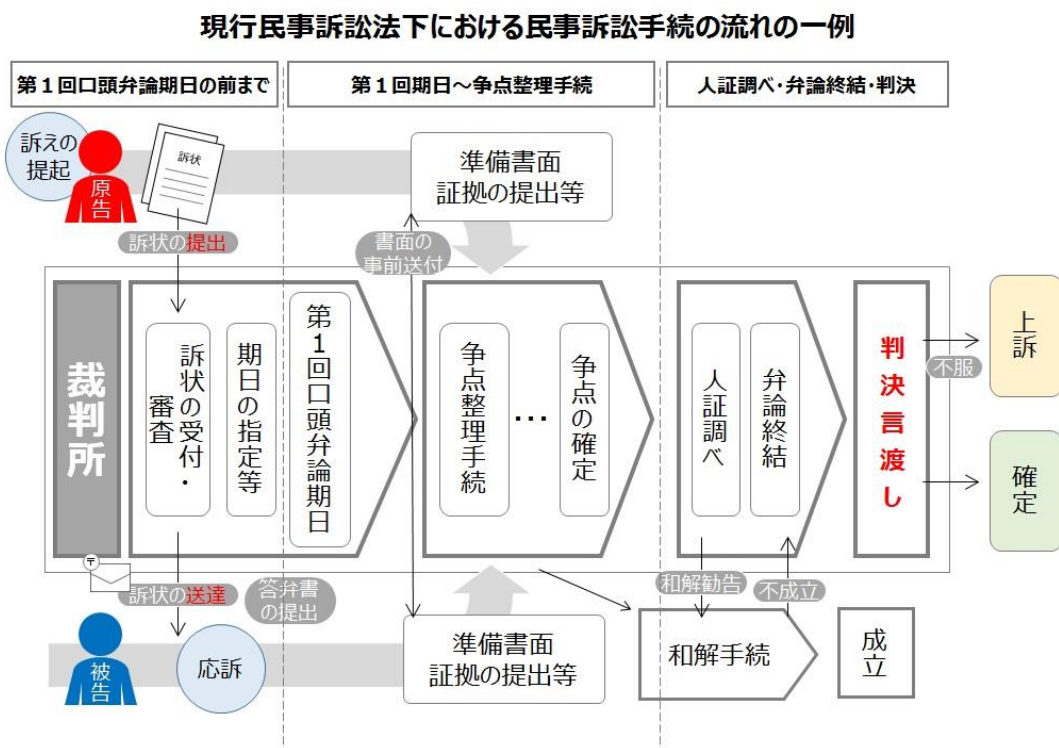 現行民事訴訟法下における民事訴訟手続の流れの一例
第1回口頭弁論期日の前まで
第1回期日～争点整理手続
人証調べ・弁論終結・判決
訴えの
提起
原告
訴状
訴状の提出
準備書面
証拠の提出等
書面の
事前送付
裁判所
訴状の受付・
審査
期日の指定等
第1回口頭弁論期日
争点整理手続
…
争点の確定
人証調べ
弁論終結
判決言渡し
不服
上訴
確定
〒
訴状の送達
答弁書
の提出
被告
応訴
準備書面
証拠の提出等
和解勧告
不成立
和解手続
成立